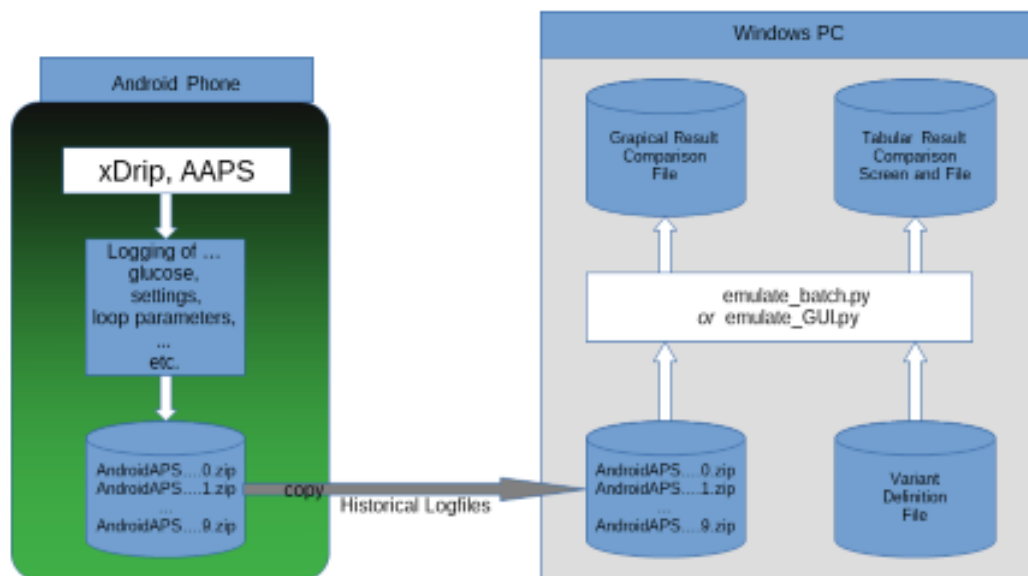 Android Phone
xDrip, AAPS
Logging of ...
glucose,
settings,
loop parameters,
...
etc.
AndroidAPS....0.zip
AndroidAPS....1.zip
...
AndroidAPS....9.zip
copy
Historical Logfiles
Windows PC
Grapical Result
Comparison
File
Tabular Result
Comparison
Screen and File
emulate_batch.py
or emulate_GUI.py
AndroidAPS....0.zip
AndroidAPS....1.zip
...
AndroidAPS....9.zip
Variant
Definition
File